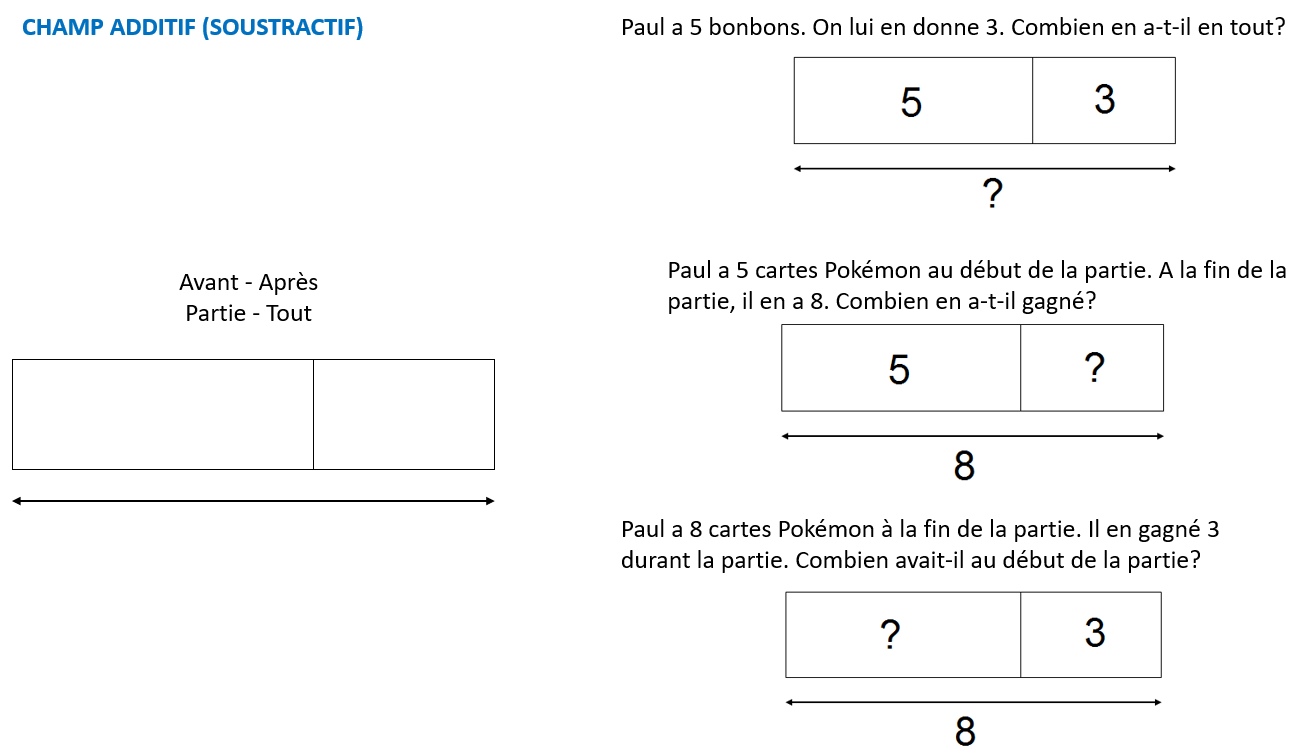 CHAMP ADDITIF (SOUSTRACTIF)
Avant - Après
Partie - Tout
Paul a 5 bonbons. On lui en donne 3. Combien en a-t-il en tout?
5
3
?
Paul a 5 cartes Pokémon au début de la partie. A la fin de la
partie, il en a 8. Combien en a-t-il gagné?
5
?
8
Paul a 8 cartes Pokémon à la fin de la partie. Il en gagné 3
durant la partie. Combien avait-il au début de la partie?
?
3
8